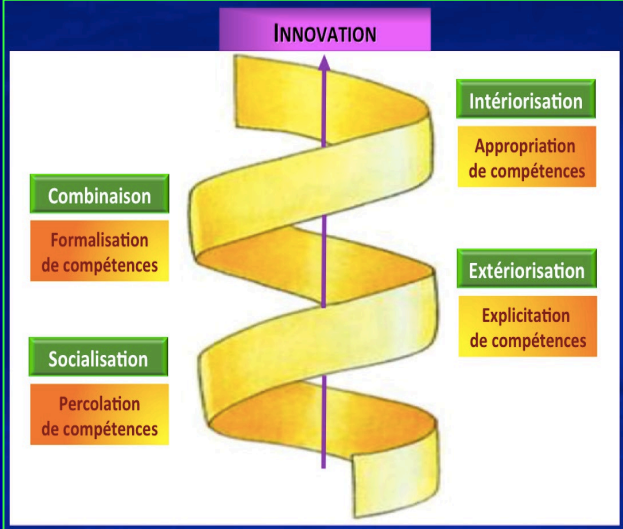 INNOVATION
Intériorisation
Appropriation
de compétences
Combinaison
Formalisation
de compétences
Extériorisation
Explicitation
de compétences
Socialisation
Percolation
de compétences